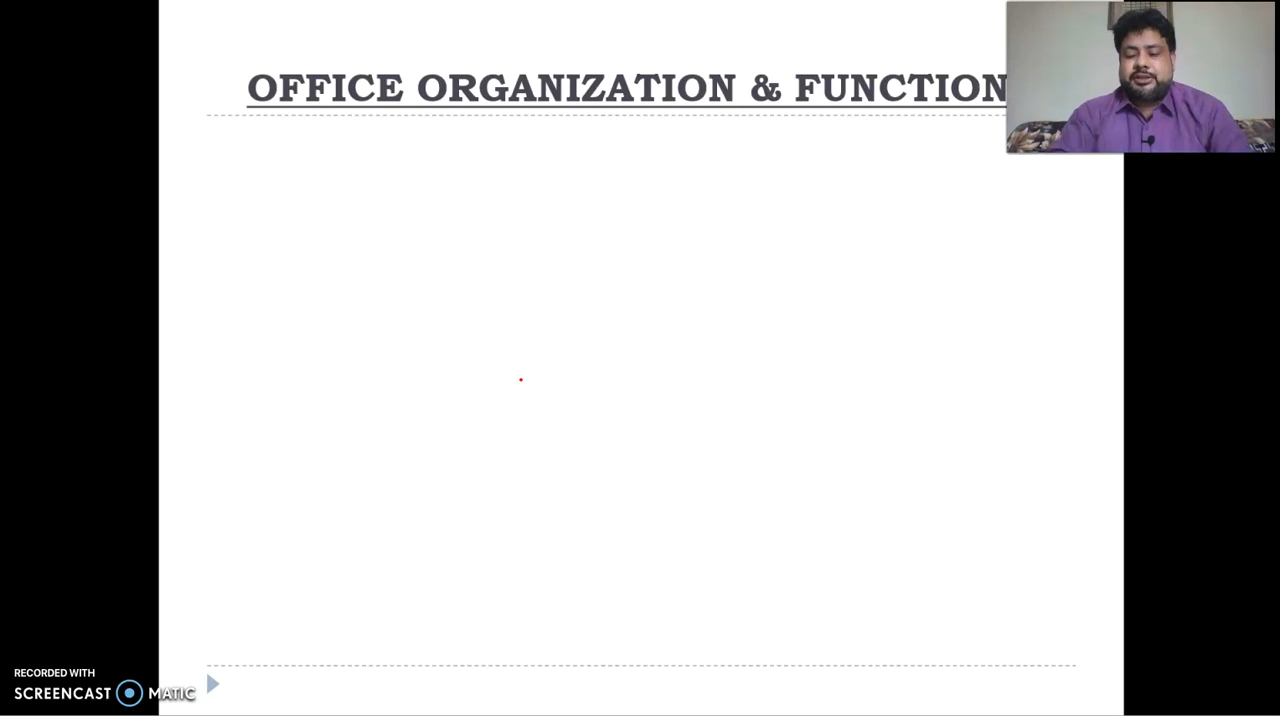 OFFICE ORGANIZATION & FUNCTION
RECORDED WITH
SCREENCAST MATIC